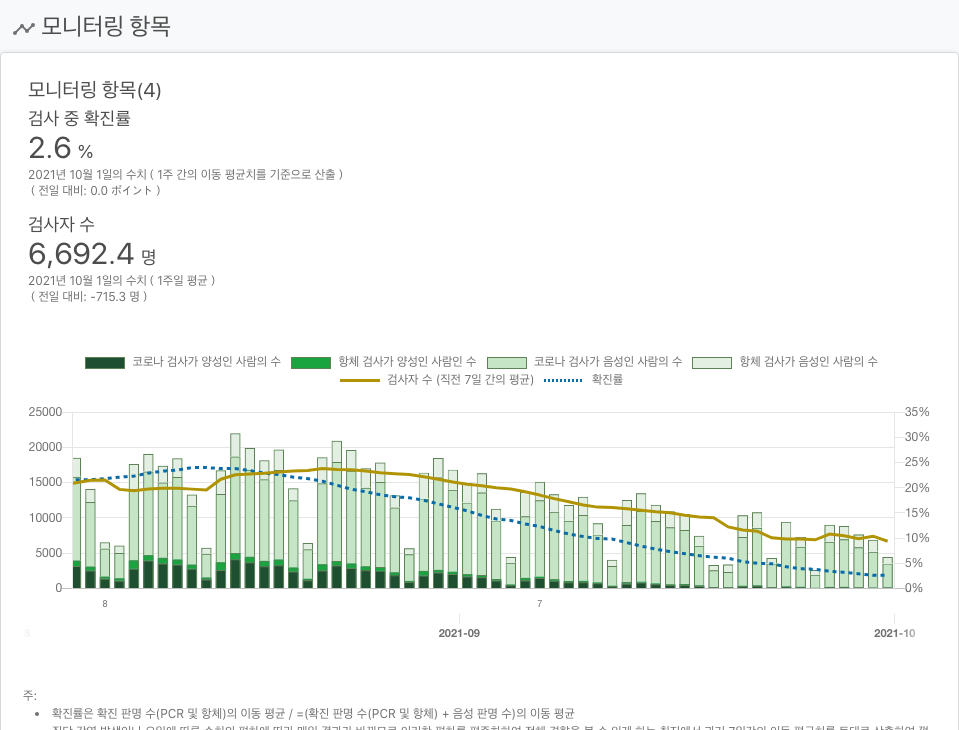 모니터링 항목
모니터링 항목(4)
검사 중 확진률
2.6 %
2021년 10월 1일의 수치 ( 1주 간의 이동 평균치를 기준으로 산출 )
( 전일 대비: 0.0 ポイント )
검사자 수
6,692.4 명
2021년 10월 1일의 수치 ( 1주일 평균 )
( 전일 대비: -715.3 명 )
코로나 검사가 양성인 사람의 수 항체 검사가 양성인 사람인 수 코로나 검사가 음성인 사람의 수 항체 검사가 음성인 사람의 수
검사자 수 (직전 7일 간의 평균) 확진률
25000 35%
30%
20000
25%
15000 20%
15%
10000
10%
5000
5%
0 0%
8 7
3 2021-09 2021-10
주:
• 확진률은 확진 판명 수(PCR 및 항체)의 이동 평균 / =(확진 판명 수(PCR 및 항체) + 음성 판명 수)의 이동 평균